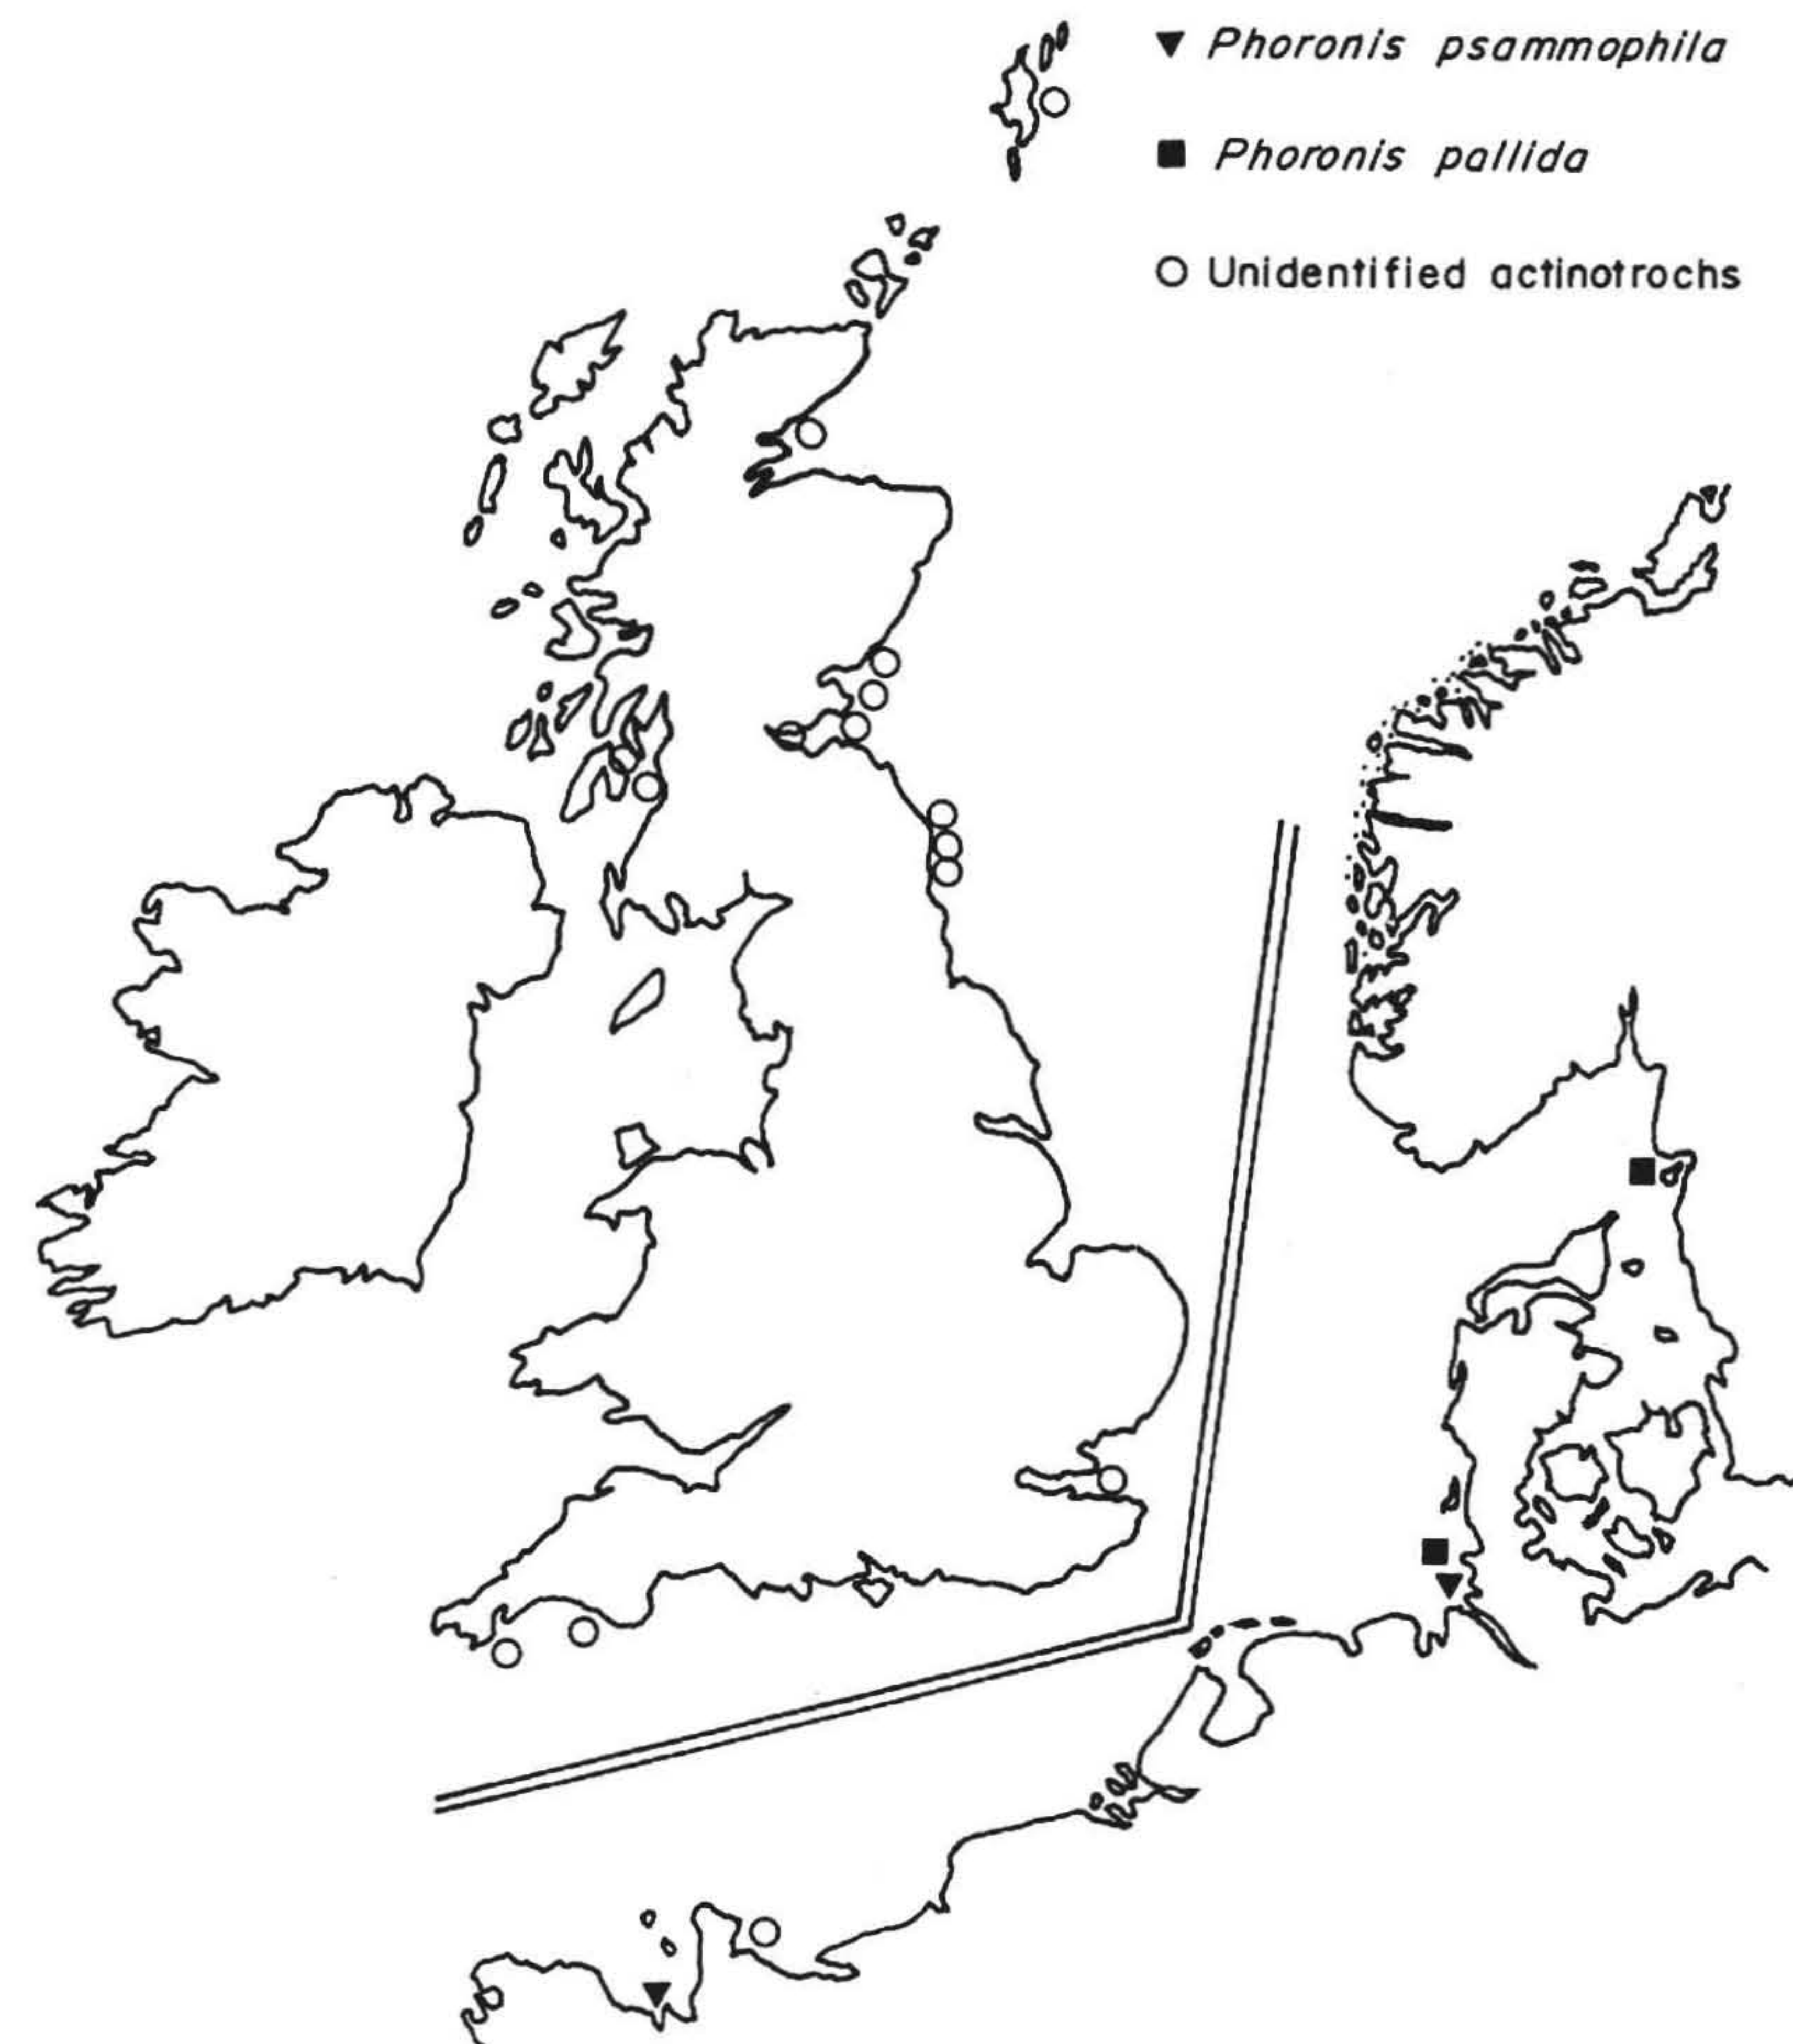 ▼ Phoronis psammophila
■ Phoronis pallida
○ Unidentified actinotrochs